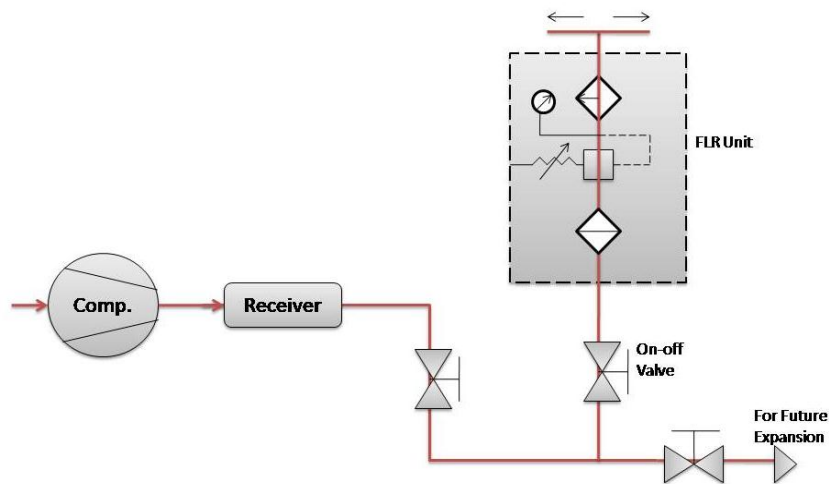 FLR Unit
Comp.
Receiver
On-off
Valve
For Future
Expansion